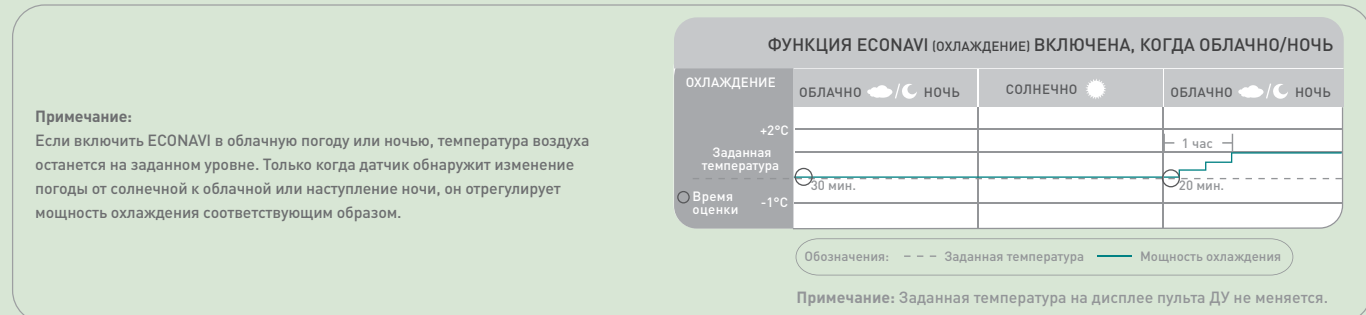 Примечание:
Если включить ECONAVI в облачную погоду или ночью, температура воздуха
останется на заданном уровне. Только когда датчик обнаружит изменение
погоды от солнечной к облачной или наступление ночи, он отрегулирует
мощность охлаждения соответствующим образом.
ФУНКЦИЯ ECONAVI (ОХЛАЖДЕНИЕ) ВКЛЮЧЕНА, КОГДА ОБЛАЧНО/НОЧЬ
ОХЛАЖДЕНИЕ
ОБЛАЧНО / НОЧЬ
СОЛНЕЧНО
ОБЛАЧНО / НОЧЬ
+2°C
1 час
Заданная
температура
30 мин.
20 мин.
Время
оценки
-1°C
Обозначения: Заданная температура Мощность охлаждения
Примечание: Заданная температура на дисплее пульта ДУ не меняется.